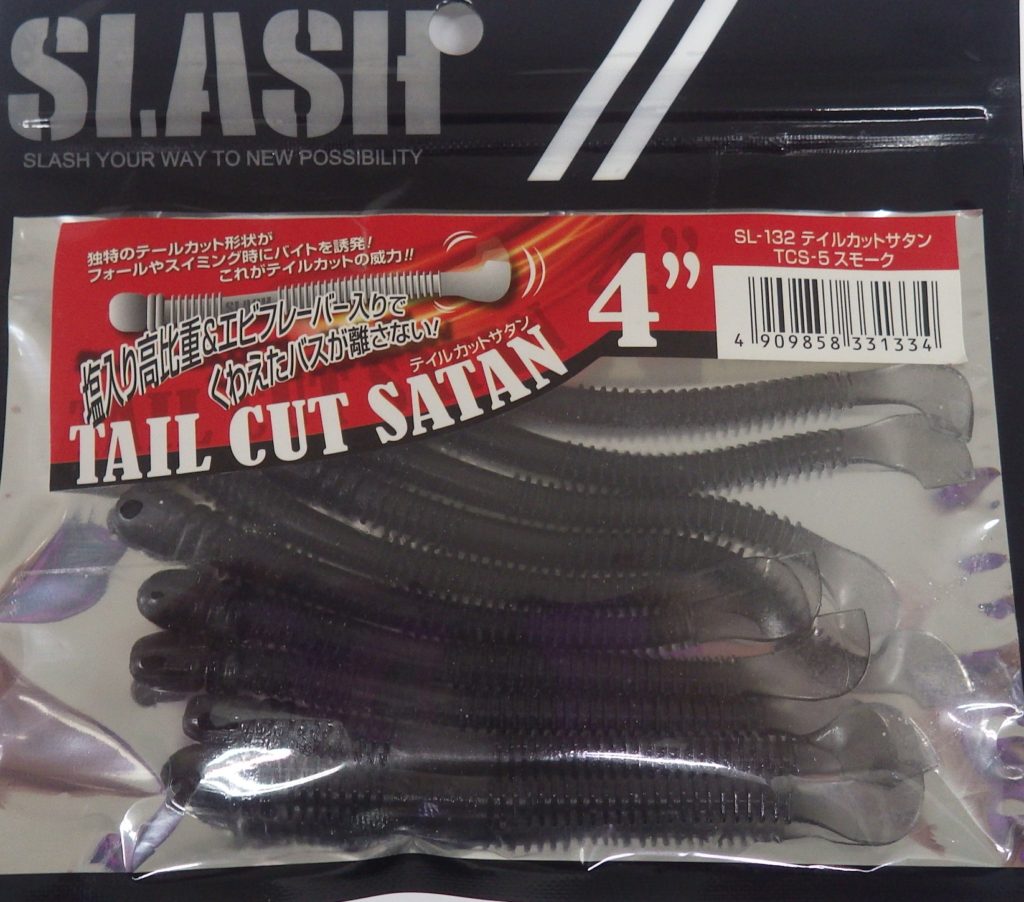 SLASH
SLASH YOUR WAY TO NEW POSSIBILITY
独特のテールカット形状が
フォールやスイミング時にバイトを誘発!
これがテイルカットの威力!!
塩入り高比重&エビフレーバー入りで
くわえたバスが離さない!
テイルカットサタン
TAIL CUT SATAN
4”
SL-132 テイルカットサタン
TCS-5 スモーク
4 909858 331334